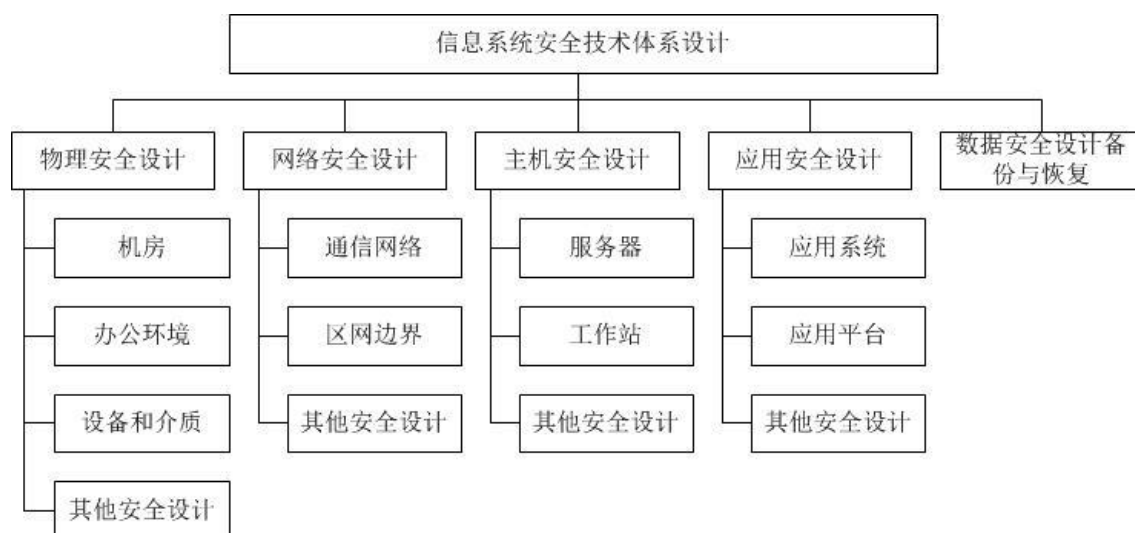 信息系统安全技术体系设计
物理安全设计
网络安全设计
主机安全设计
应用安全设计
数据安全设计备
份与恢复
机房
通信网络
服务器
应用系统
办公环境
区网边界
工作站
应用平台
设备和介质
其他安全设计
其他安全设计
其他安全设计
其他安全设计